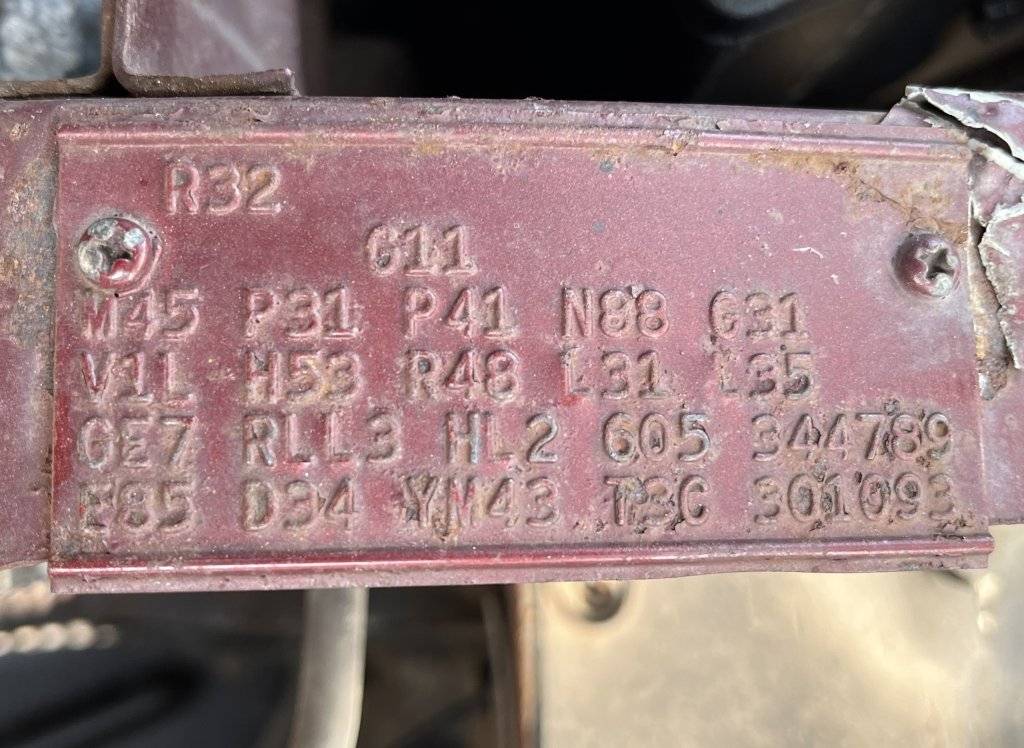 R32
G11
M45 P31 P41 N88 G31
V1L H53 R48 L31 L35
GE7 RLL3 HL2 605 344789
E85 D34 YM43 T3C 301093